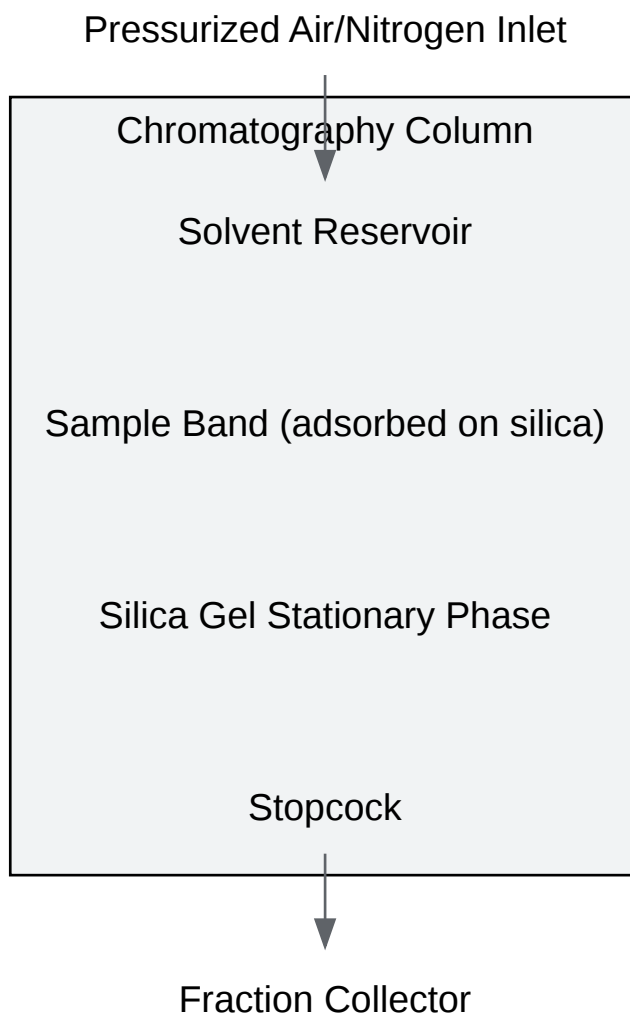 Pressurized Air/Nitrogen Inlet
Chromatography Column
Solvent Reservoir
Sample Band (adsorbed on silica)
Silica Gel Stationary Phase
Stopcock
Fraction Collector